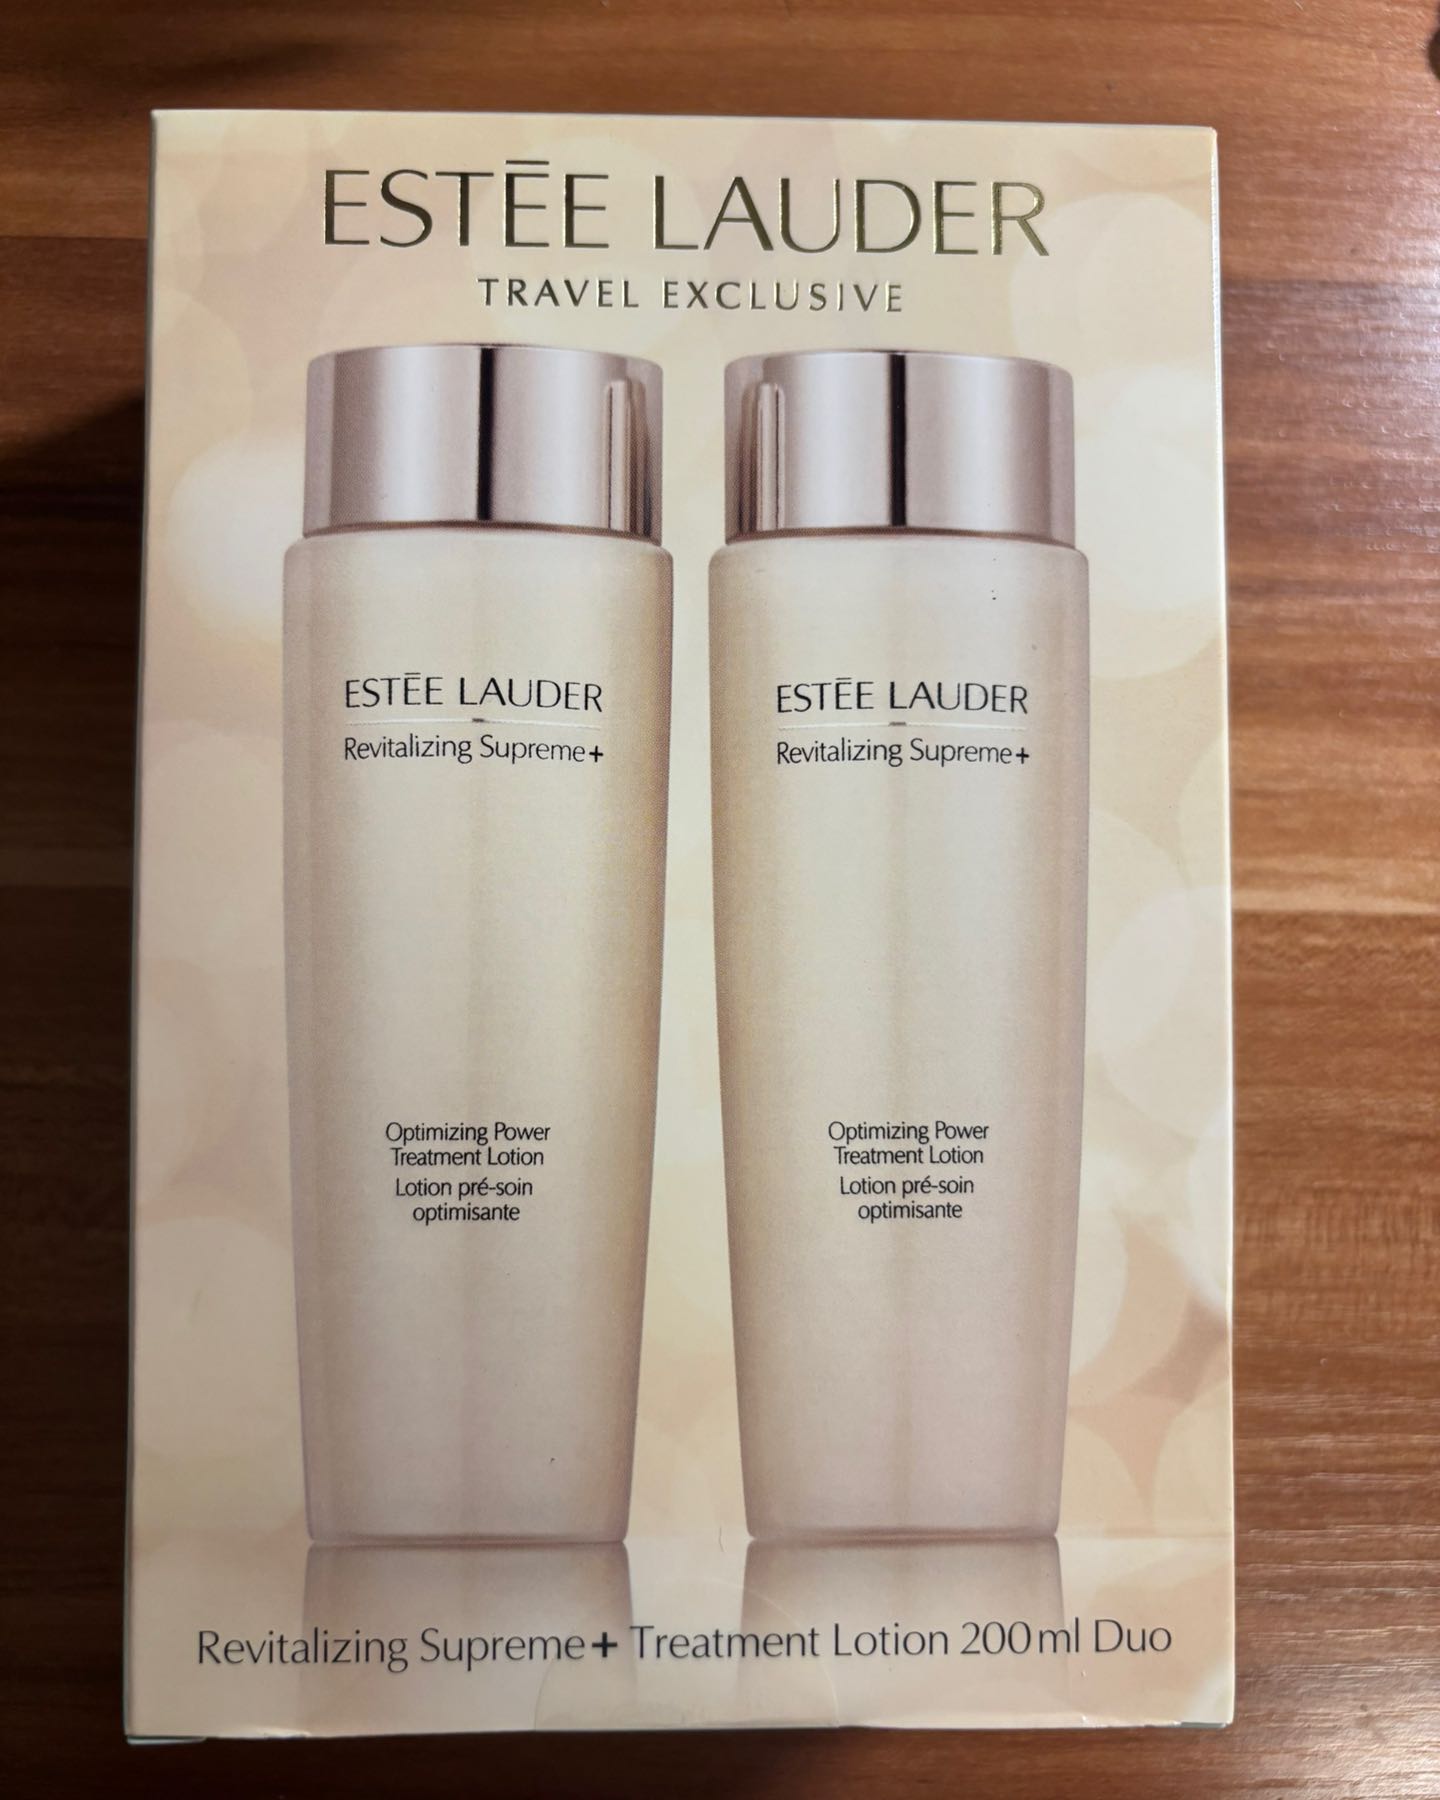 ESTĒE LAUDER
TRAVEL EXCLUSIVE
ESTĒE LAUDER
Revitalizing Supreme+
Optimizing Power
Treatment Lotion
Lotion pré-soin
optimisante
ESTĒE LAUDER
Revitalizing Supreme+
Optimizing Power
Treatment Lotion
Lotion pré-soin
optimisante
Revitalizing Supreme+ Treatment Lotion 200ml Duo